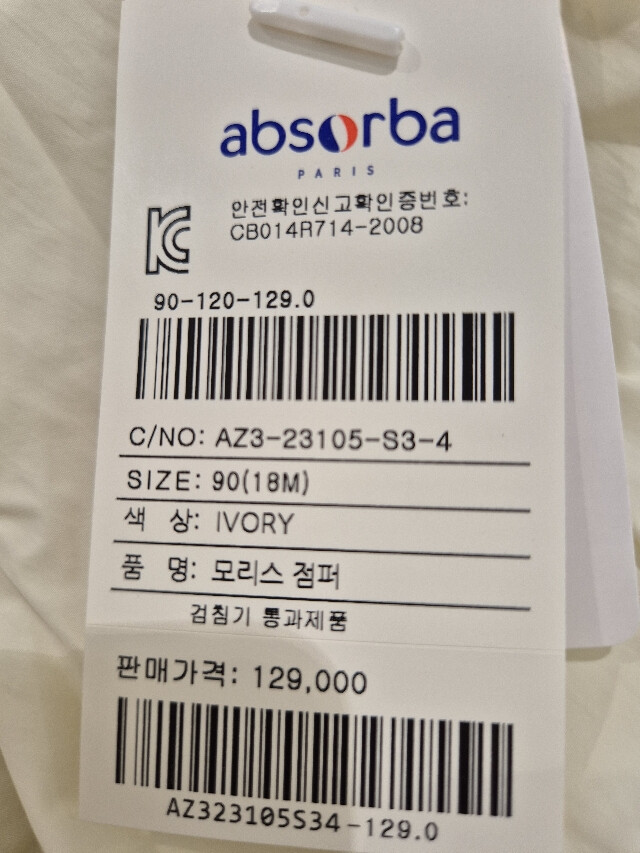 absorba
PARIS
안전확인신고확인증번호:
CB014R714-2008
90-120-129.0
C/NO: AZ3-23105-S3-4
SIZE: 90(18M)
색 상: IVORY
품 명: 모리스 점퍼
검침기 통과제품
판매가격: 129,000
AZ323105S34-129.0